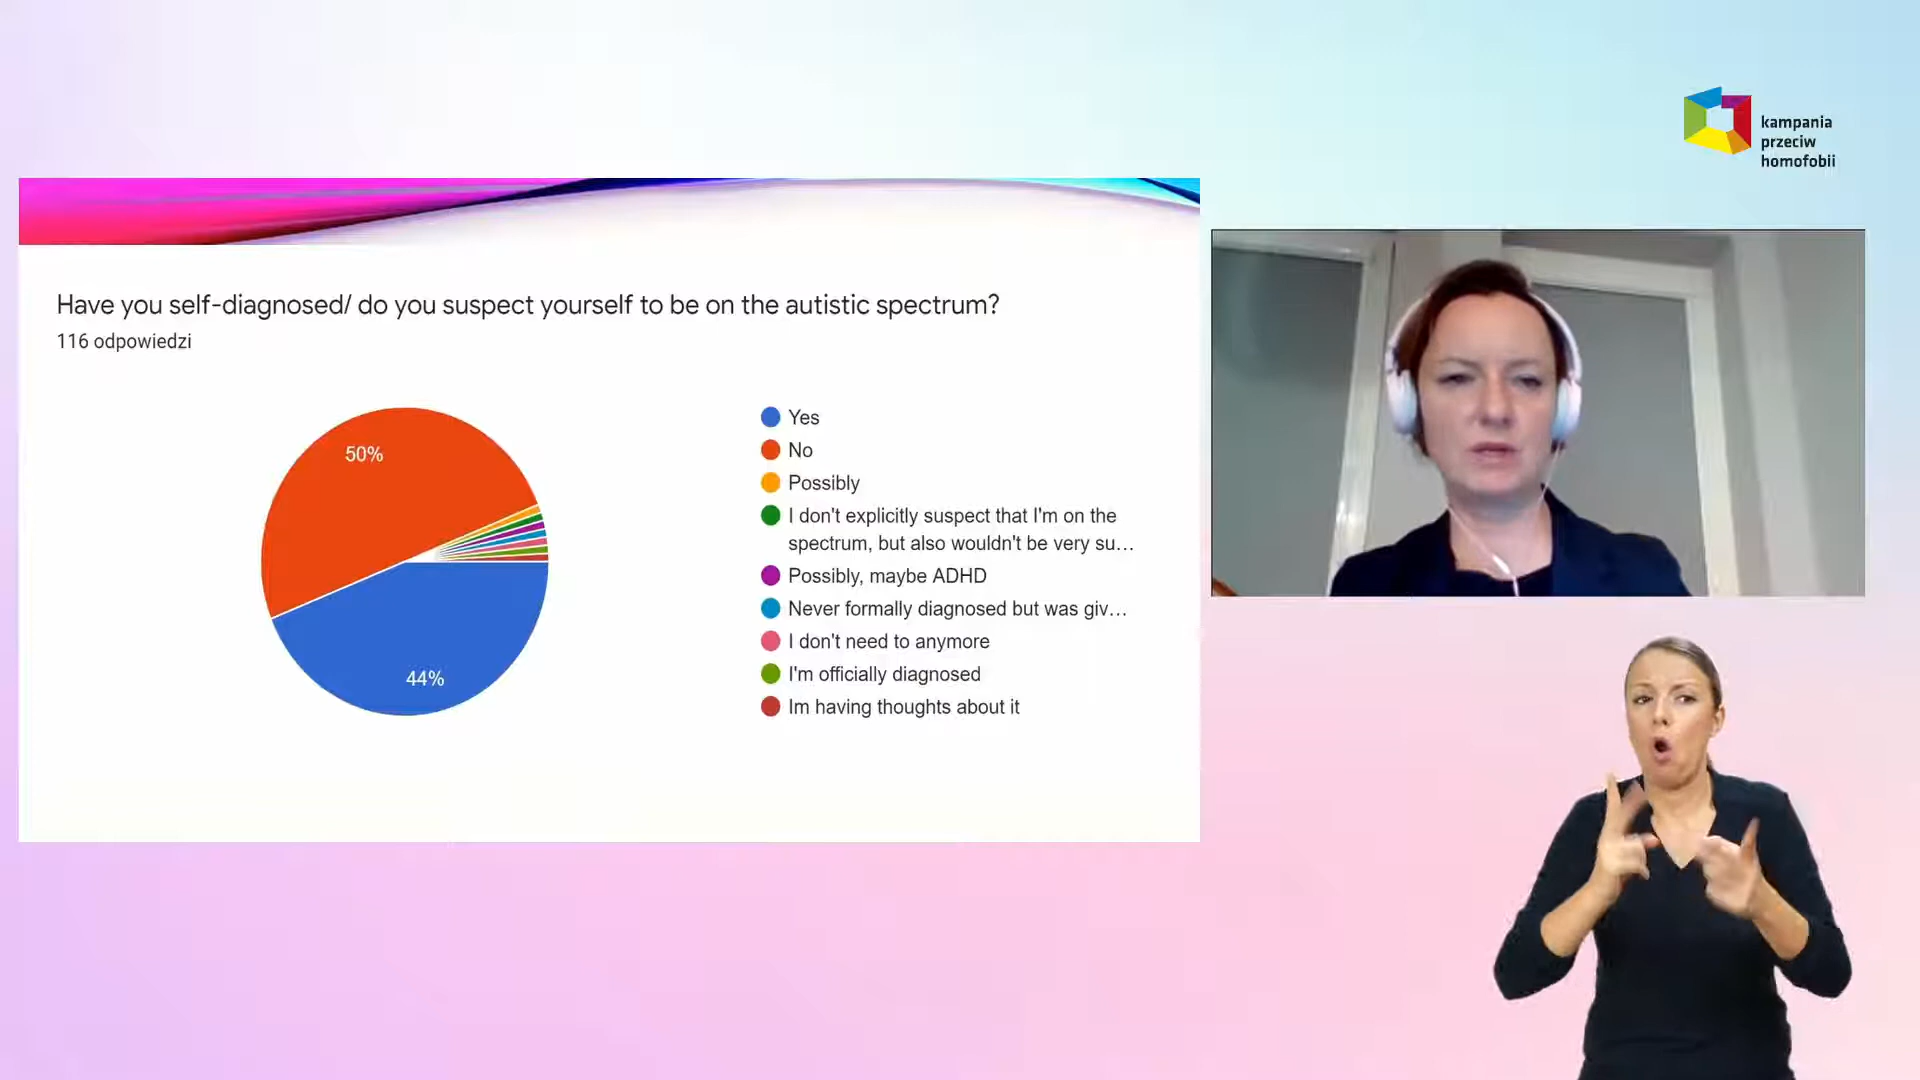 kampania
przeciw
homofobii
Have you self-diagnosed/ do you suspect yourself to be on the autistic spectrum?
116 odpowiedzi
50%
44%
Yes
No
Possibly
I don't explicitly suspect that I'm on the
spectrum, but also wouldn't be very su...
Possibly, maybe ADHD
Never formally diagnosed but was giv...
I don't need to anymore
I'm officially diagnosed
Im having thoughts about it